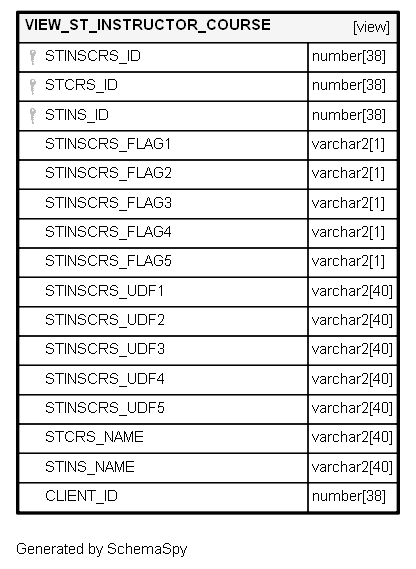 VIEW_ST_INSTRUCTOR_COURSE [view]
STINSCRS_ID number[38]
STCRS_ID number[38]
STINS_ID number[38]
STINSCRS_FLAG1 varchar2[1]
STINSCRS_FLAG2 varchar2[1]
STINSCRS_FLAG3 varchar2[1]
STINSCRS_FLAG4 varchar2[1]
STINSCRS_FLAG5 varchar2[1]
STINSCRS_UDF1 varchar2[40]
STINSCRS_UDF2 varchar2[40]
STINSCRS_UDF3 varchar2[40]
STINSCRS_UDF4 varchar2[40]
STINSCRS_UDF5 varchar2[40]
STCRS_NAME varchar2[40]
STINS_NAME varchar2[40]
CLIENT_ID number[38]
Generated by SchemaSpy